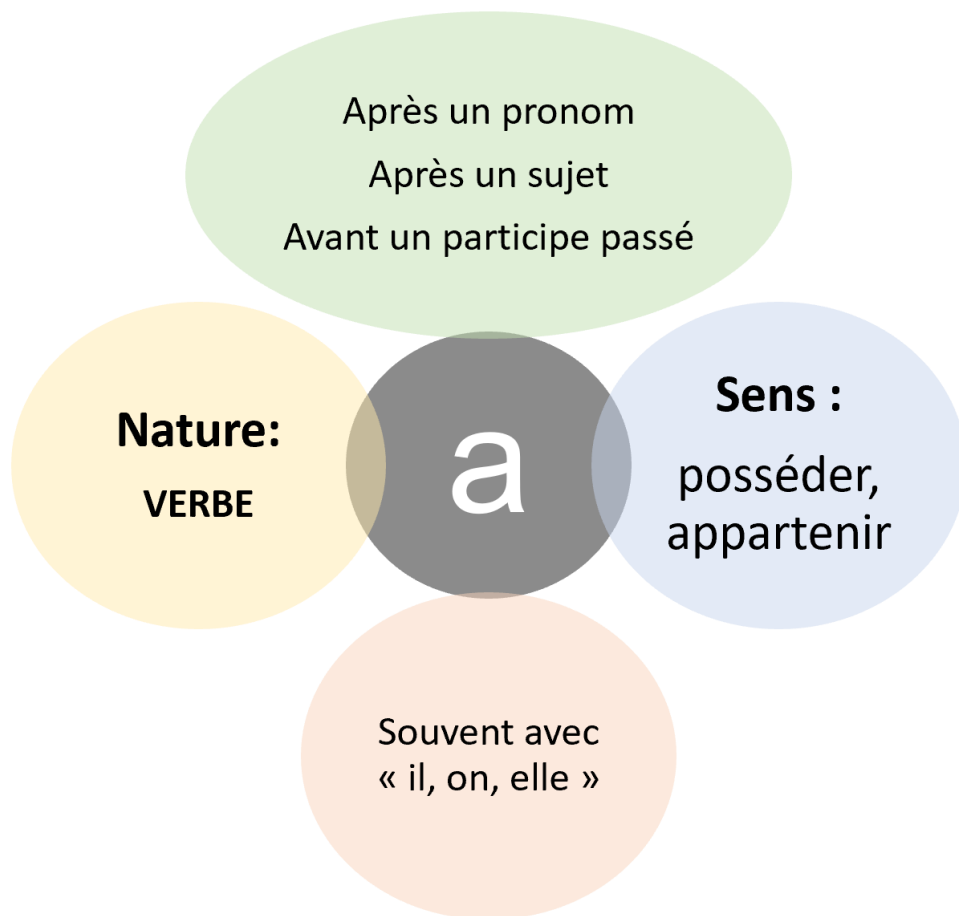 Après un pronom
Après un sujet
Avant un participe passé
Nature:
VERBE
a
Sens :
posséder,
appartenir
Souvent avec
« il, on, elle »